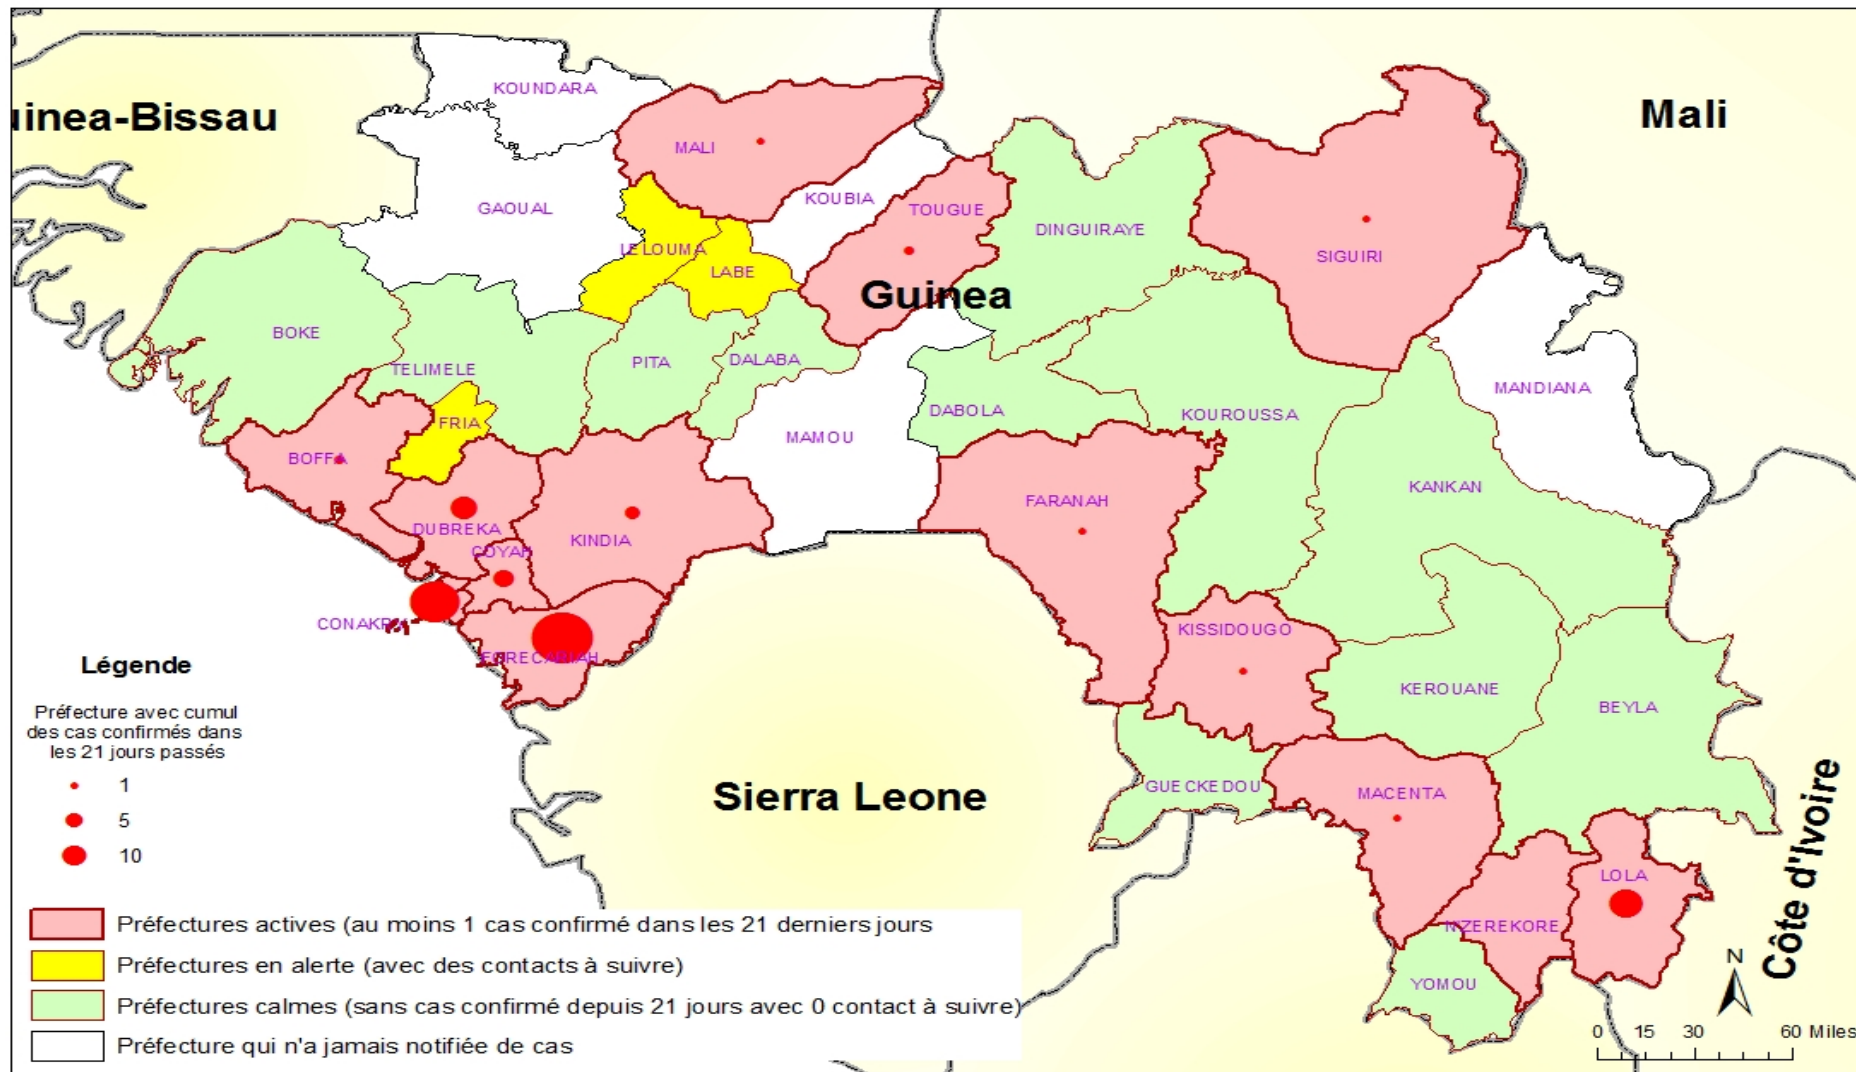 KOUNDARA
uinea-Bissau
Mali
MALI
KOUBIA
GAOUAL
TOUGUE
DINGUIRAYE
LELOUMA
SIGUIRI
LABE
Guinea
BOKE
TELIMELE
PITA
DALABA
MANDIANA
DABOLA
KOUROUSSA
FRIA
MAMOU
BOFFA
KANKAN
FARANAH
DUBREKA
KINDIA
COYAH
CONAKRY
KISSIDOUGO
FORECARIAH
Légende
KEROUANE
BEYLA
Préfecture avec cumul
des cas confirmés dans
les 21 jours passés
1
5
10
Sierra Leone
GUECKEDOU
MACENTA
Côte d'Ivoire
LOLA
N'ZEREKORE
YOMOU
Préfectures actives (au moins 1 cas confirmé dans les 21 derniers jours
Préfectures en alerte (avec des contacts à suivre)
Préfectures calmes (sans cas confirmé depuis 21 jours avec 0 contact à suivre)
Préfecture qui n'a jamais notifiée de cas
N
0 15 30 60 Miles